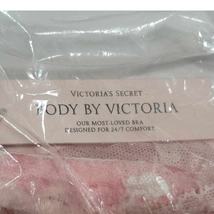 VICTORIA'S SECRET
BODY BY VICTORIA
OUR MOST-LOVED BRA
DESIGNED FOR 24/7 COMFORT